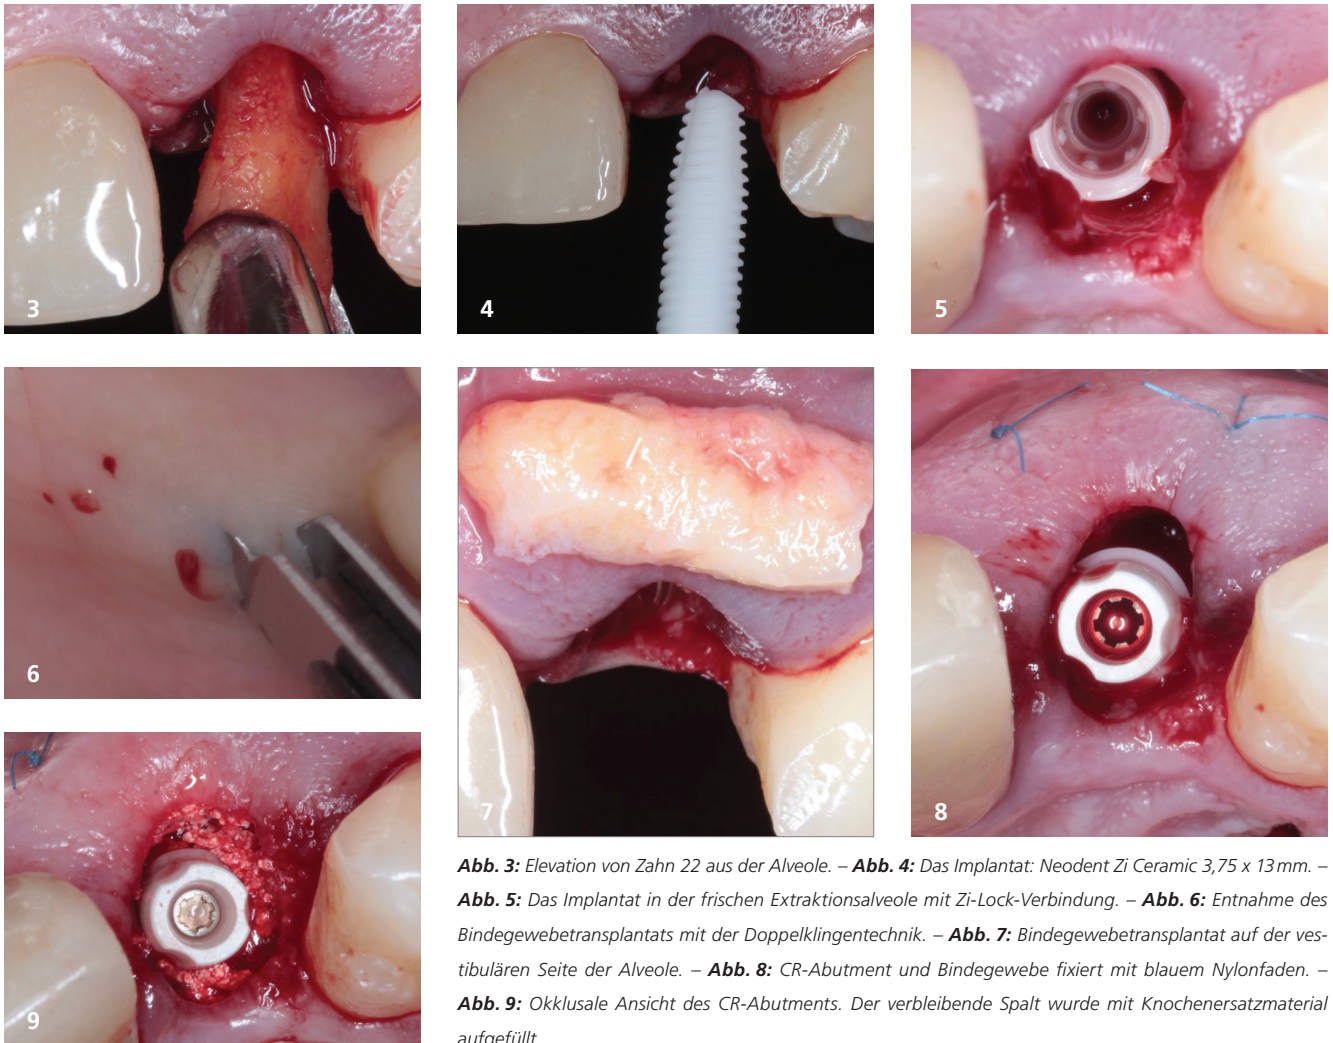 3
4
5
6
7
8
9
Abb. 3: Elevation von Zahn 22 aus der Alveole. – Abb. 4: Das Implantat: Neodent Zi Ceramic 3,75 x 13 mm. –
Abb. 5: Das Implantat in der frischen Extraktionsalveole mit Zi-Lock-Verbindung. – Abb. 6: Entnahme des
Bindegewebetransplantats mit der Doppelklingentechnik. – Abb. 7: Bindegewebetransplantat auf der ves-
tibulären Seite der Alveole. – Abb. 8: CR-Abutment und Bindegewebe fixiert mit blauem Nylonfaden. –
Abb. 9: Okklusale Ansicht des CR-Abutments. Der verbleibende Spalt wurde mit Knochenersatzmaterial
aufgefüllt